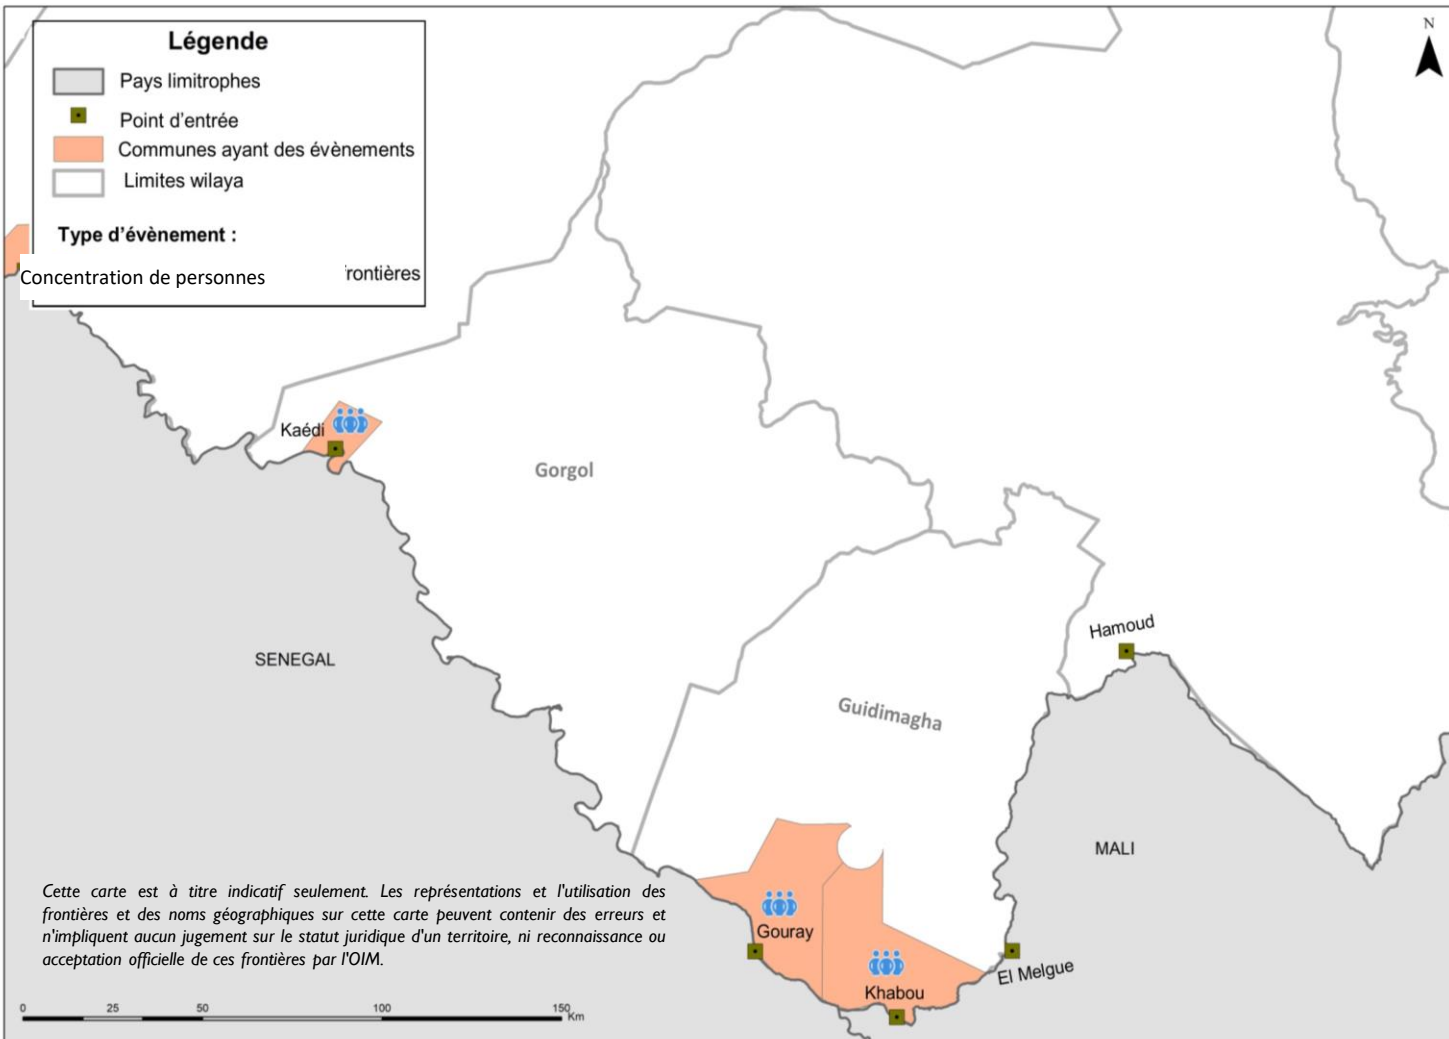 Légende
Pays limitrophes
Point d'entrée
Communes ayant des évènements
Limites wilaya
Type d'évènement :
Concentration de personnes
rontières
N
Kaédi
Gorgol
SENEGAL
Hamoud
Guidimagha
MALI
Gouray
Khabou
El Melgue
Cette carte est à titre indicatif seulement. Les représentations et l'utilisation des
frontières et des noms géographiques sur cette carte peuvent contenir des erreurs et
n'impliquent aucun jugement sur le statut juridique d'un territoire, ni reconnaissance ou
acceptation officielle de ces frontières par l'OIM.
0 25 50 100 150 Km